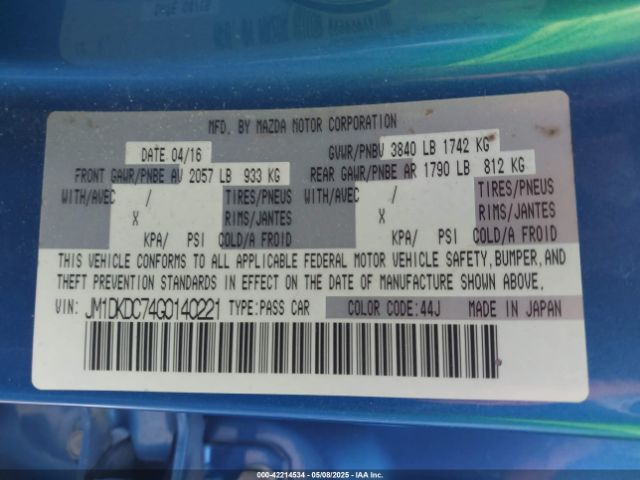 MFD. BY MAZDA MOTOR CORPORATION
DATE 04/16 GVWR/PNBV 3840 LB 1742 KG
FRONT GAWR/PNBE AV 2057 LB 933 KG REAR GAWR/PNBE AR 1790 LB 812 KG
WITH/AVEC / TIRES/PNEUS WITH/AVEC / TIRES/PNEUS
X RIMS/JANTES X RIMS/JANTES
KPA/ PSI COLD/A FROID KPA/ PSI COLD/A FROID
THIS VEHICLE CONFORMS TO ALL APPLICABLE FEDERAL MOTOR VEHICLE SAFETY, BUMPER, AND
THEFT PREVENTION STANDARDS IN EFFECT ON THE DATE OF MANUFACTURE SHOWN ABOVE.
VIN: JM1DKDC74G0140221 TYPE: PASS CAR COLOR CODE: 44J MADE IN JAPAN
000-42214534 - 05/08/2025 - IAA Inc.